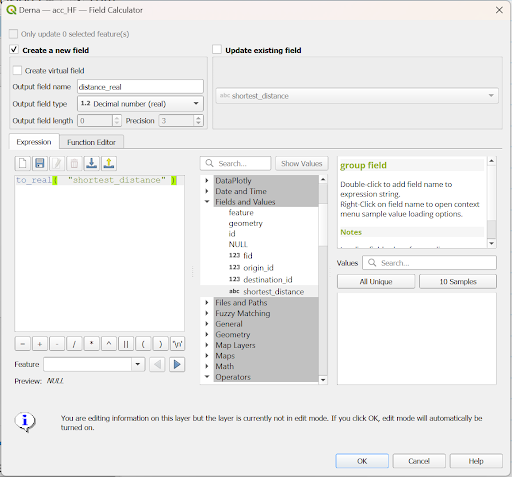 Derna — acc_HF — Field Calculator
Only update 0 selected feature(s)
Create a new field
Update existing field
Create virtual field
Output field name distance_real
Output field type 1.2 Decimal number (real)
Output field length 0 Precision 3
abc shortest_distance
Expression Function Editor
to_real( "shortest_distance" )
= + - / * ^ || ( ) '\n'
Feature
Preview: NULL
Search... Show Values
DataPlotly
Date and Time
Fields and Values
feature
geometry
id
NULL
123 fid
123 origin_id
123 destination_id
abc shortest_distance
Files and Paths
Fuzzy Matching
General
Geometry
Map Layers
Maps
Math
Operators
group field
Double-click to add field name to
expression string.
Right-Click on field name to open context
menu sample value loading options.
Notes
Values Search...
All Unique 10 Samples
You are editing information on this layer but the layer is currently not in edit mode. If you click OK, edit mode will automatically be
turned on.
OK Cancel Help